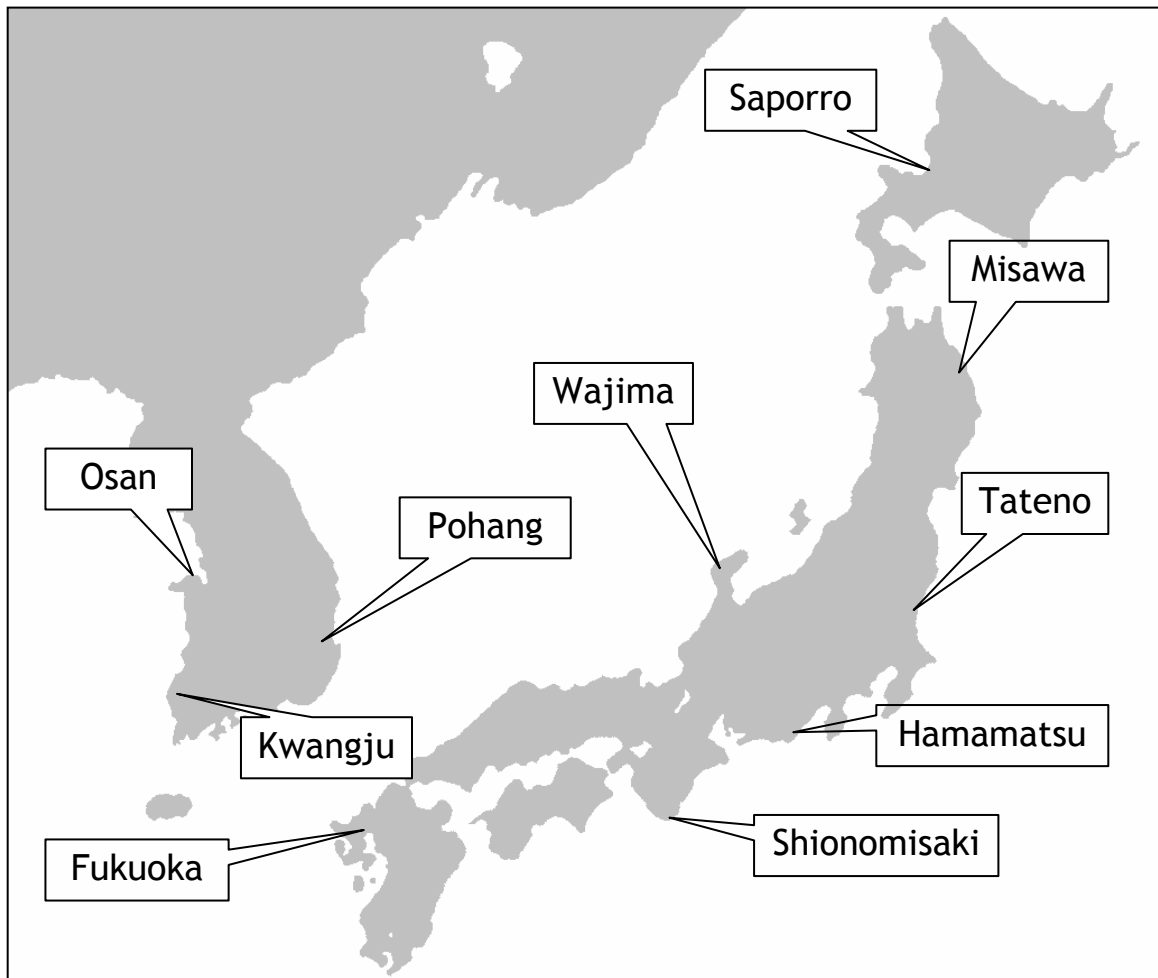 Saporro
Misawa
Wajima
Osan
Tateno
Pohang
Kwangju
Hamamatsu
Shionomisaki
Fukuoka